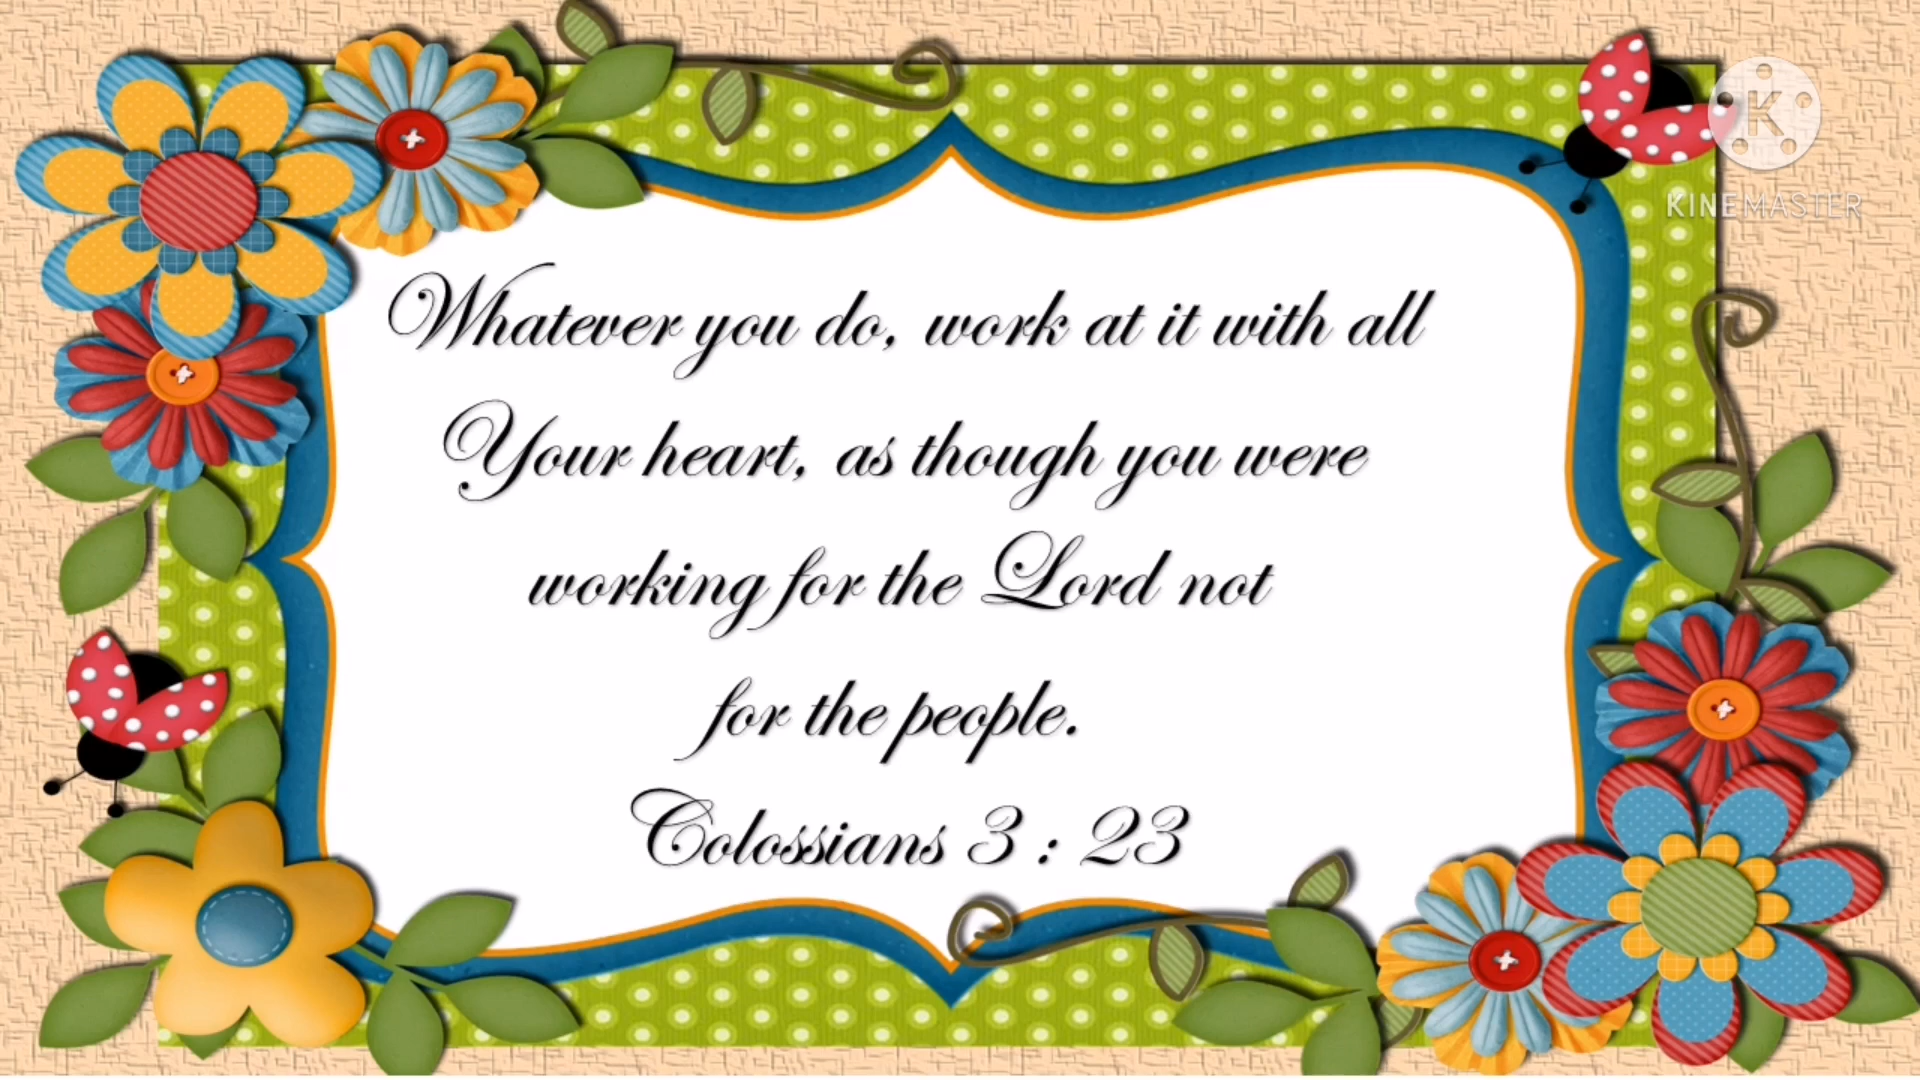 K
KINEMASTER
Whatever you do, work at it with all
Your heart, as though you were
working for the Lord not
for the people.
Colossians 3 : 23